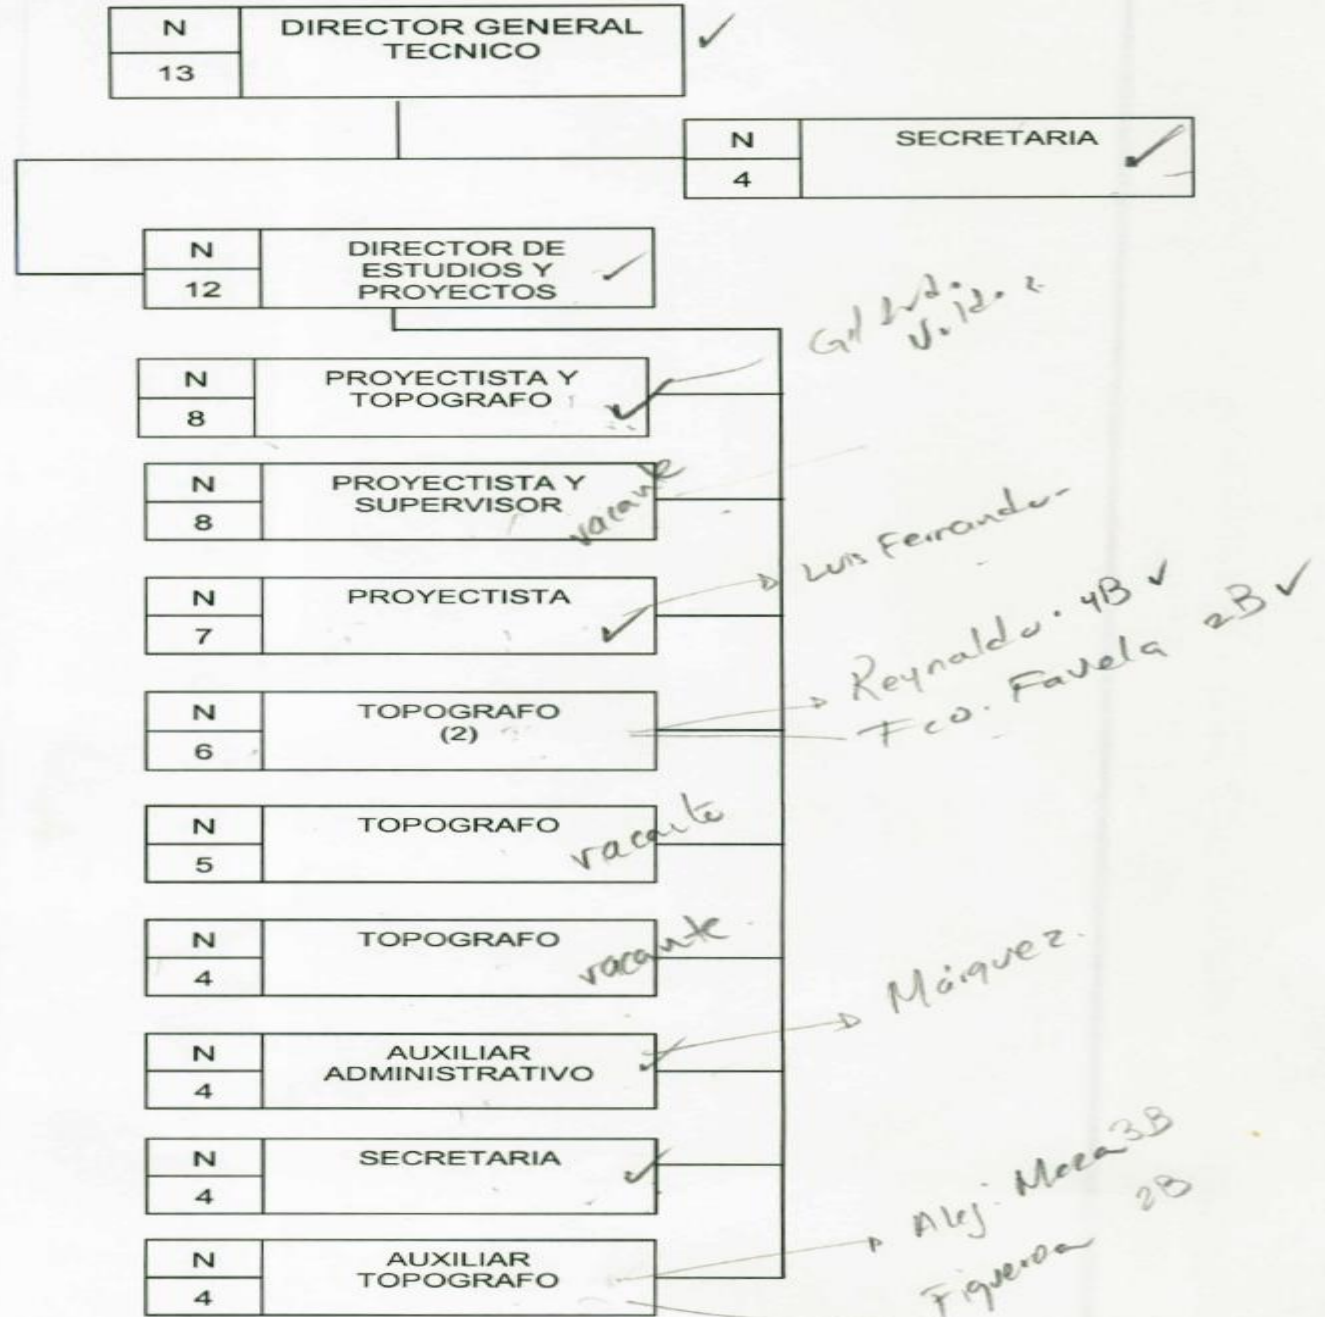 N
13
DIRECTOR GENERAL
TECNICO
N
4
SECRETARIA
N
12
DIRECTOR DE
ESTUDIOS Y
PROYECTOS
N
8
PROYECTISTA Y
TOPOGRAFO
N
8
PROYECTISTA Y
SUPERVISOR
vacante
N
7
PROYECTISTA
Luis Fernando
N
6
TOPOGRAFO
(2)
Reynaldo. 4B ✓
Fco. Favela 2B ✓
N
5
TOPOGRAFO
vacante
N
4
TOPOGRAFO
vacante
N
4
AUXILIAR
ADMINISTRATIVO
Márquez.
N
4
SECRETARIA
N
4
AUXILIAR
TOPOGRAFO
Alej. 3B
Figueroa 2B